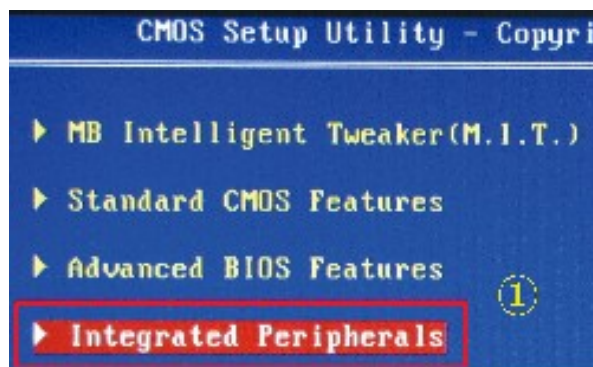 CMOS Setup Utility - Copyri
▶ MB Intelligent Tweaker(M.I.T.)
▶ Standard CMOS Features
▶ Advanced BIOS Features
①
▶ Integrated Peripherals